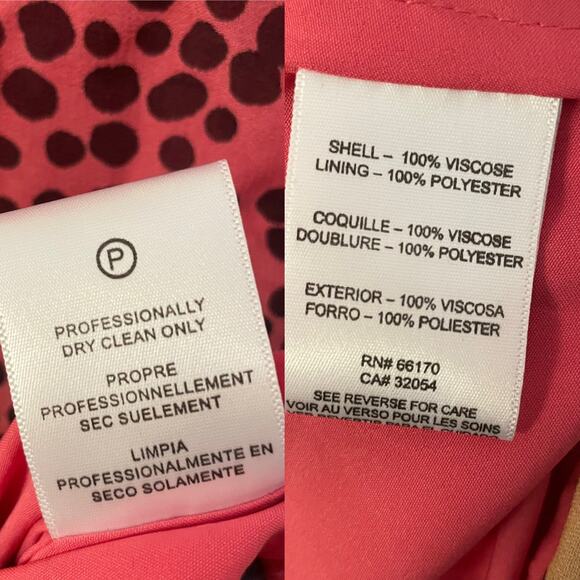 P
PROFESSIONALLY
DRY CLEAN ONLY
PROPRE
PROFESSIONNELLEMENT
SEC SUELEMENT
LIMPIA
PROFESSIONALMENTE EN
SECO SOLAMENTE
SHELL – 100% VISCOSE
LINING – 100% POLYESTER
COQUILLE – 100% VISCOSE
DOUBLURE – 100% POLYESTER
EXTERIOR – 100% VISCOSA
FORRO – 100% POLIESTER
RN# 66170
CA# 32054
SEE REVERSE FOR CARE
VOIR AU VERSO POUR LES SOINS